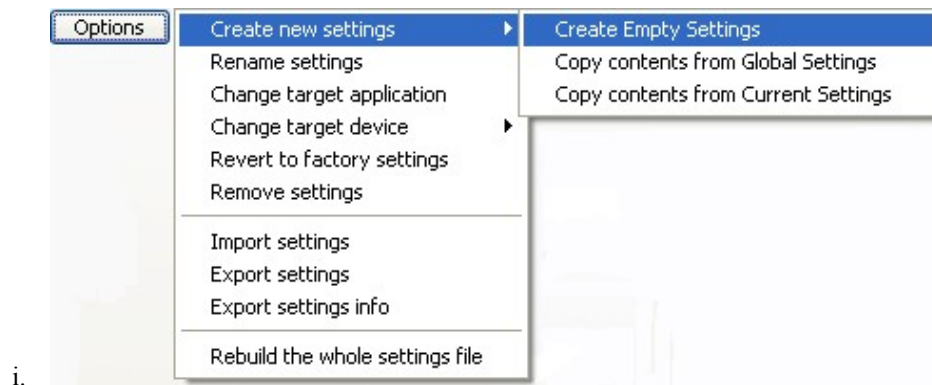 Options
Create new settings
Create Empty Settings
Rename settings
Copy contents from Global Settings
Change target application
Copy contents from Current Settings
Change target device
Revert to factory settings
Remove settings
Import settings
Export settings
Export settings info
Rebuild the whole settings file
i.